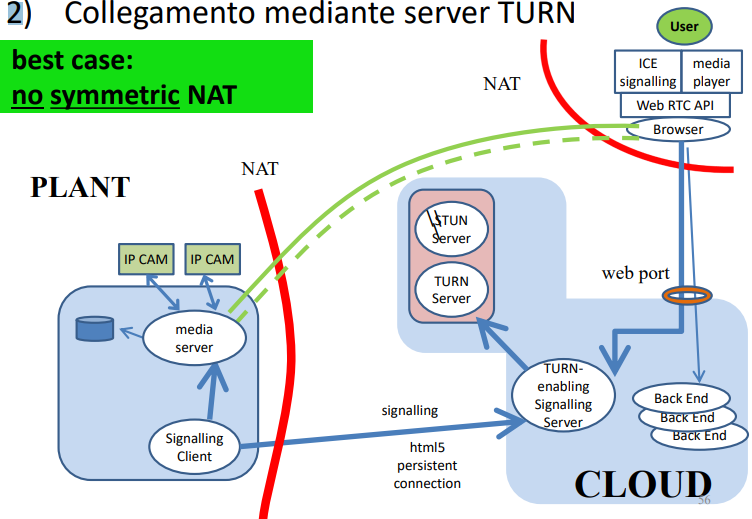 2) Collegamento mediante server TURN
best case:
no symmetric NAT
User
ICE
signalling
media
player
Web RTC API
Browser
NAT
NAT
PLANT
IP CAM
IP CAM
media
server
Signalling
Client
STUN
Server
TURN
Server
web port
signalling
html5
persistent
connection
TURN-
enabling
Signalling
Server
Back End
Back End
Back End
CLOUD
56